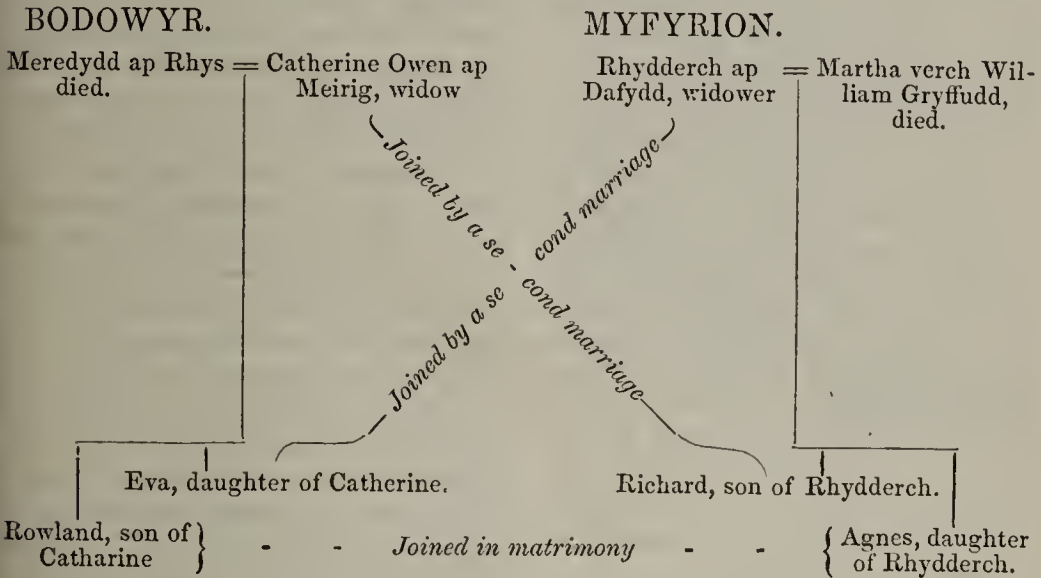 BODOWYR.
Meredydd ap Rhys = Catherine Owen ap
died. Meirig, widow
MYFYRION.
Rhydderch ap = Martha verch Wil-
Dafydd, widower liam Gryffudd,
died.
Joined by a se - cond marriage
Joined by a se cond marriage
Eva, daughter of Catherine.
Richard, son of Rhydderch.
Rowland, son of }
Catharine
- - Joined in matrimony - -
{ Agnes, daughter
of Rhydderch.